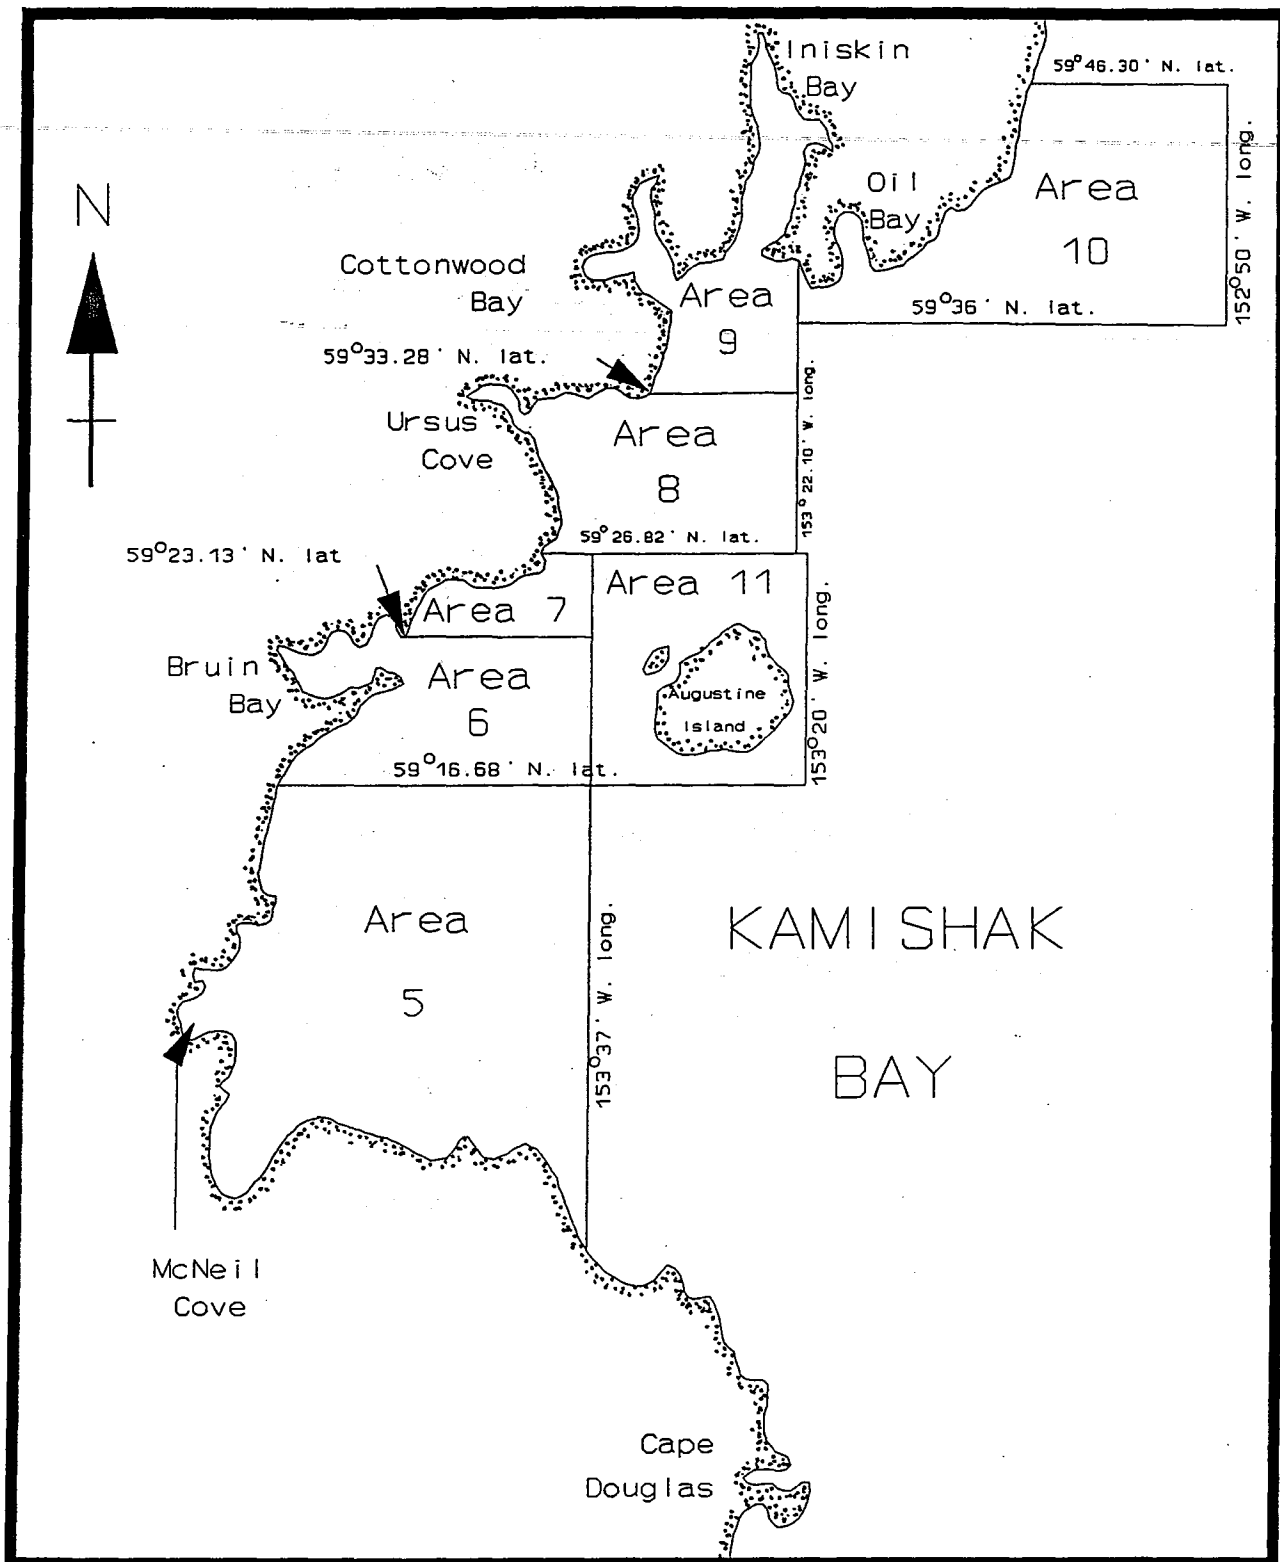 Iniskin
Bay
59°46.30' N. lat.
N
Oil
Bay
Area
10
152°50' W. long.
Cottonwood
Bay
Area
9
59°36' N. lat.
59°33.28' N. lat.
Ursus
Cove
Area
8
153°22.10' W. long.
59°26.82' N. lat.
59°23.13' N. lat
Area 11
Area 7
Bruin
Bay
Area
6
Augustine
Island
153°20' W. long.
59°16.68' N. lat.
Area
5
153°37' W. long.
KAMISHAK
BAY
McNeil
Cove
Cape
Douglas